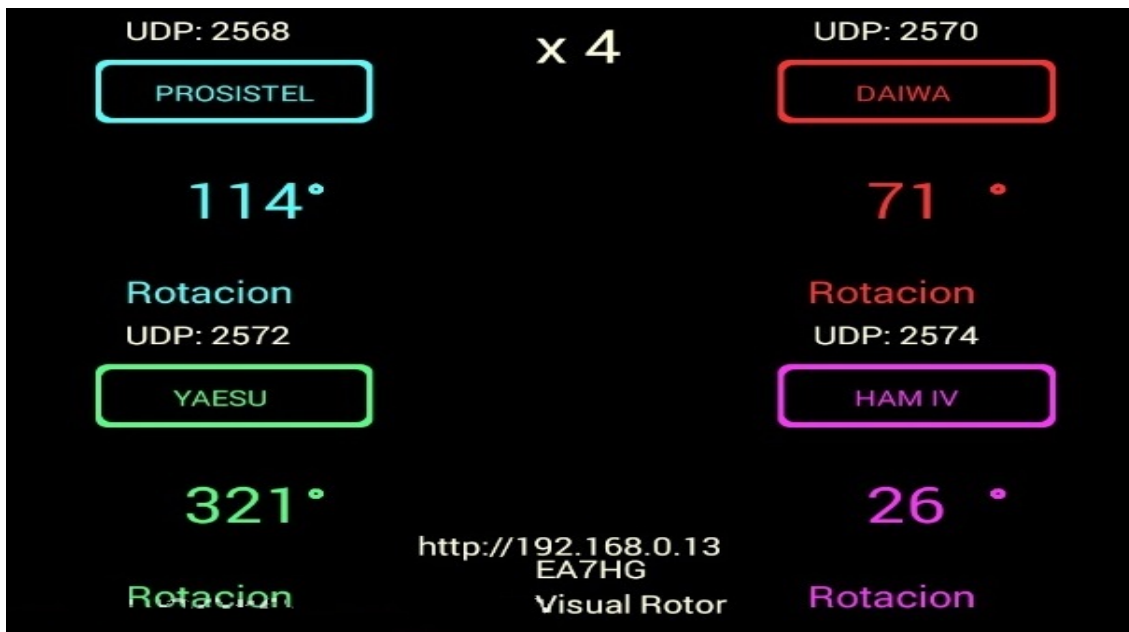 UDP: 2568
x 4
UDP: 2570
PROSISTEL
DAIWA
114°
71 °
Rotacion
Rotacion
UDP: 2572
UDP: 2574
YAESU
HAM IV
321°
26 °
http://192.168.0.13
EA7HG
Rotacion
Visual Rotor
Rotacion